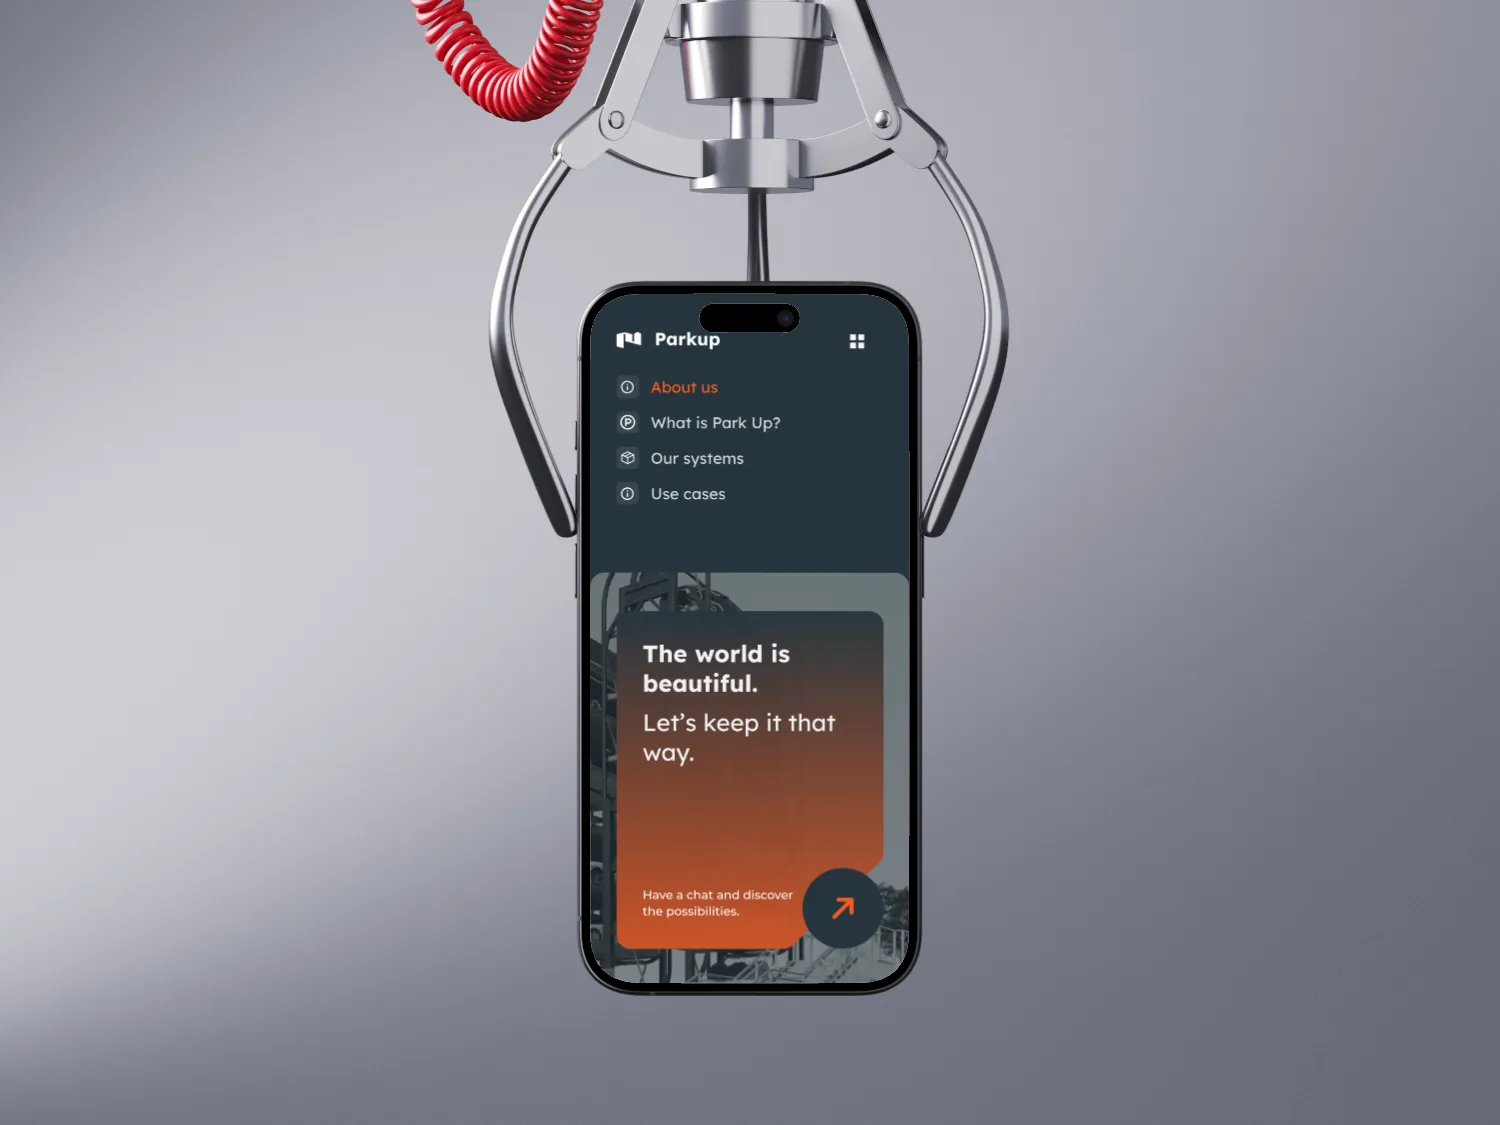 Parkup
About us
What is Park Up?
Our systems
Use cases
The world is
beautiful.
Let's keep it that
way.
Have a chat and discover
the possibilities.